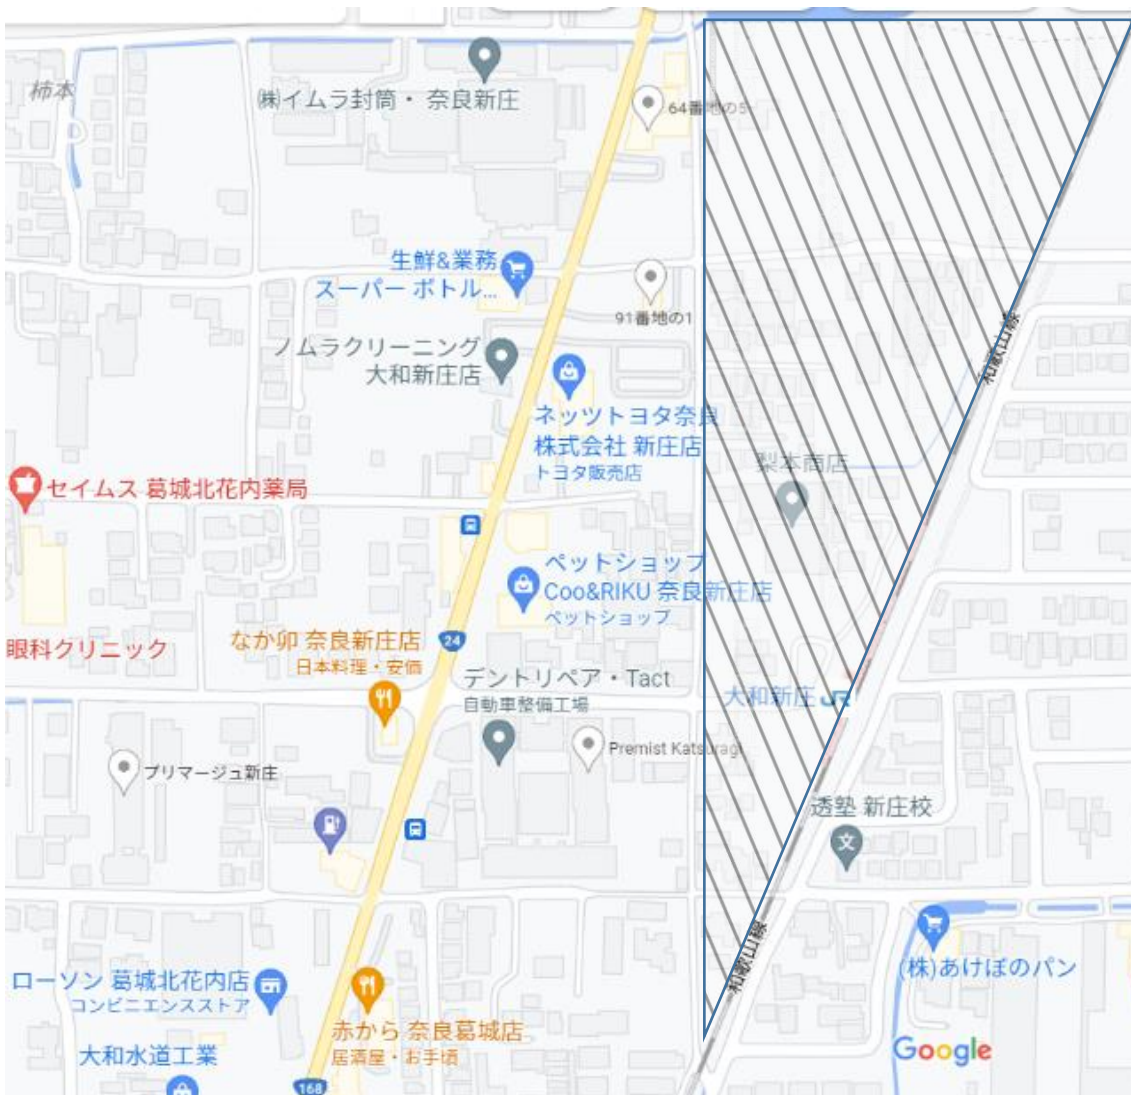 柿本
㈱イムラ封筒・ 奈良新庄
64番地の5
生鮮&業務
スーパー ボトル...
91番地の1
和歌山線
ノムラクリーニング
大和新庄店
ネッツトヨタ奈良
株式会社 新庄店
トヨタ販売店
梨本商店
セイムス 葛城北花内薬局
ペットショップ
Coo&RIKU 奈良新庄店
ペットショップ
眼科クリニック
なか卯 奈良新庄店
日本料理・安価
24
デントリペア・Tact
自動車整備工場
大和新庄 JR
Premist Katsuragi
プリマージュ新庄
透塾 新庄校
文
和歌山線
ローソン 葛城北花内店
コンビニエンスストア
(株)あけぼのパン
赤から 奈良葛城店
居酒屋・お手頃
大和水道工業
168
Google